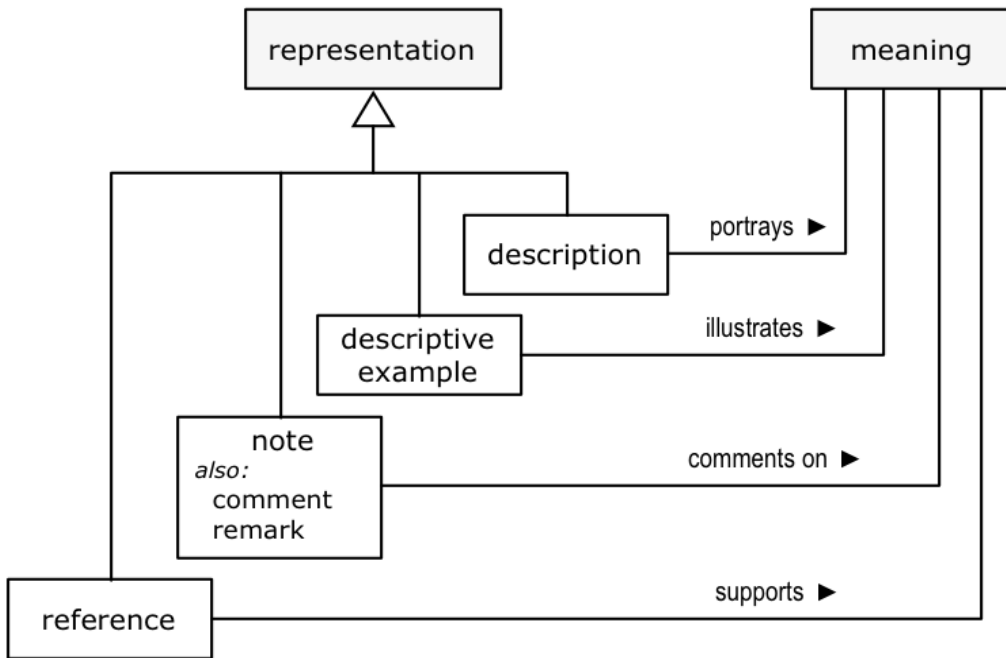 representation
meaning
portrays ►
description
illustrates ►
descriptive
example
note
also:
comment
remark
comments on ►
supports ►
reference